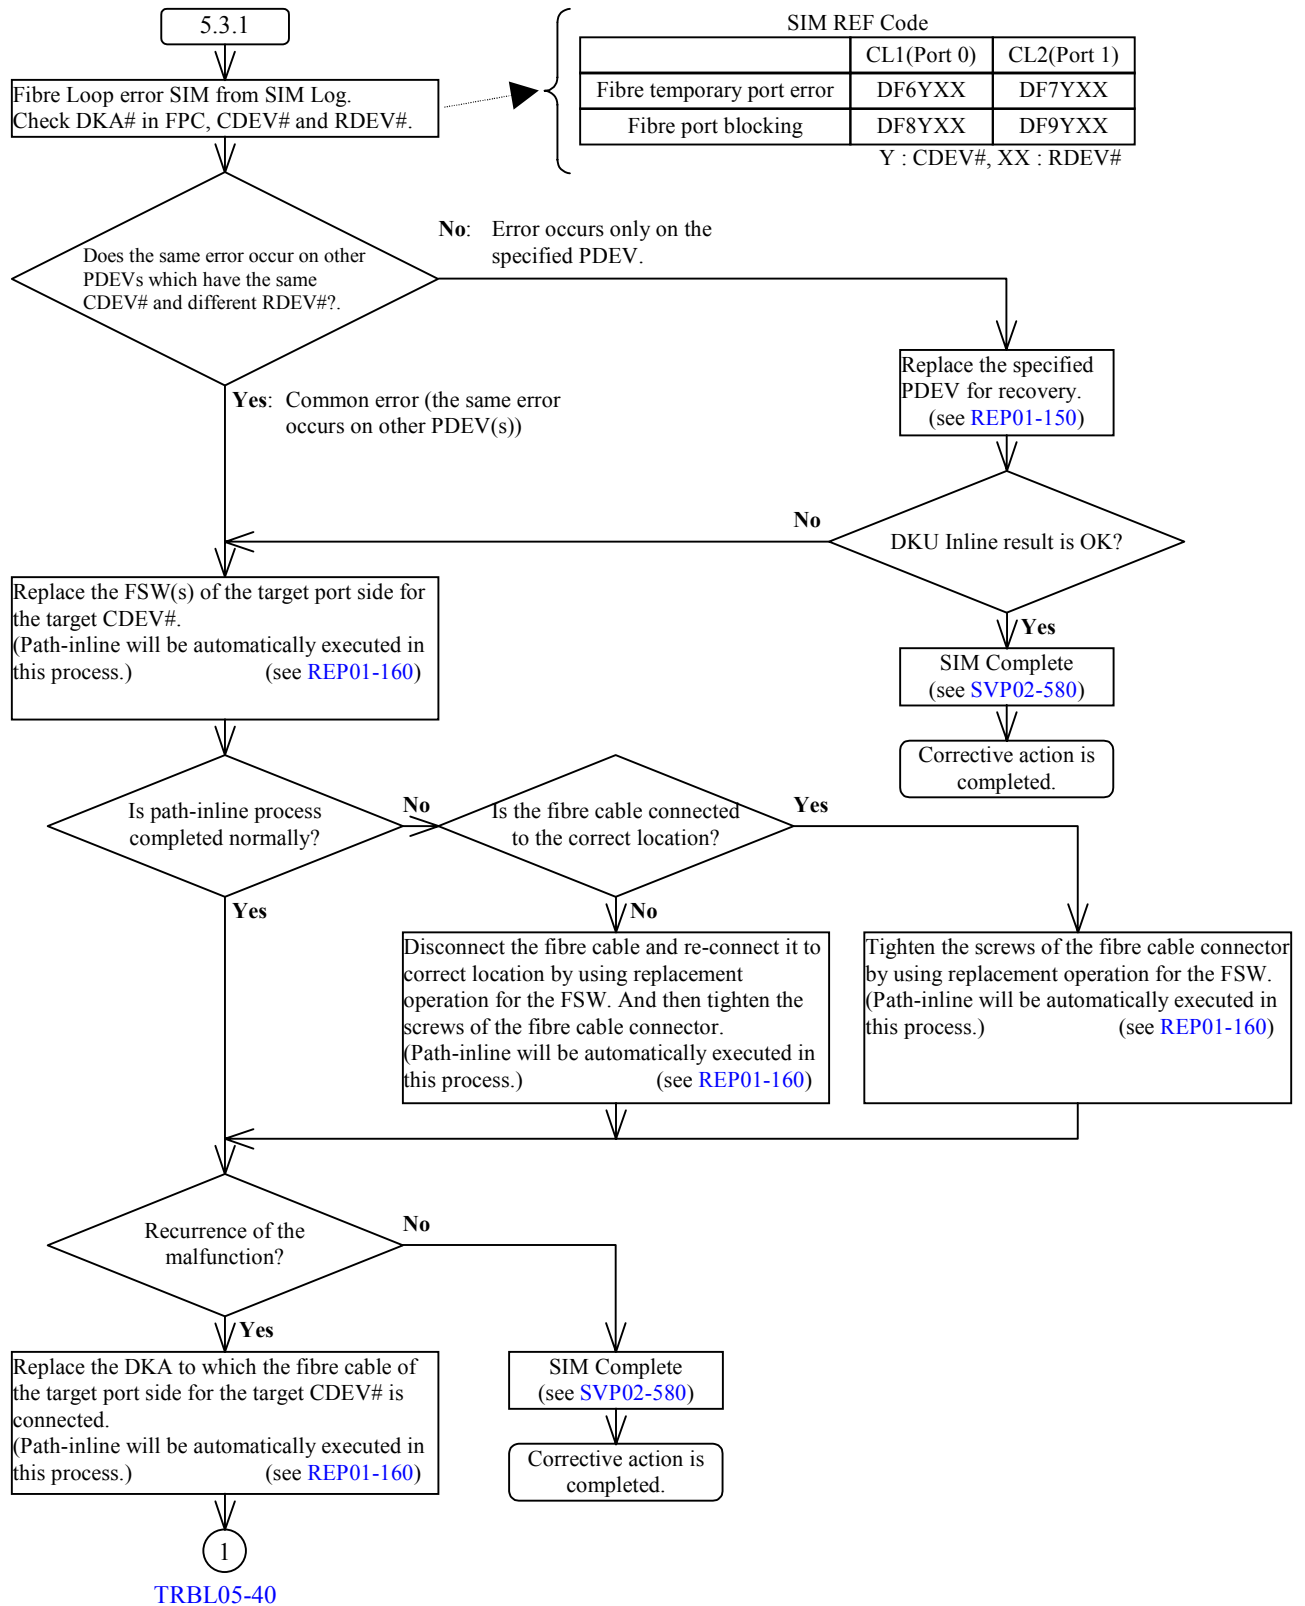 5.3.1
SIM REF Code
CL1(Port 0) CL2(Port 1)
Fibre temporary port error DF6YXX DF7YXX
Fibre port blocking DF8YXX DF9YXX
Y : CDEV#, XX : RDEV#
Fibre Loop error SIM from SIM Log.
Check DKA# in FPC, CDEV# and RDEV#.
Does the same error occur on other
PDEVs which have the same
CDEV# and different RDEV#?.
No: Error occurs only on the
specified PDEV.
Yes: Common error (the same error
occurs on other PDEV(s))
Replace the specified
PDEV for recovery.
(see REP01-150)
DKU Inline result is OK?
No
Yes
SIM Complete
(see SVP02-580)
Corrective action is
completed.
Replace the FSW(s) of the target port side for
the target CDEV#.
(Path-inline will be automatically executed in
this process.) (see REP01-160)
Is path-inline process
completed normally?
No
Yes
Is the fibre cable connected
to the correct location?
Yes
No
Disconnect the fibre cable and re-connect it to
correct location by using replacement
operation for the FSW. And then tighten the
screws of the fibre cable connector.
(Path-inline will be automatically executed in
this process.) (see REP01-160)
Tighten the screws of the fibre cable connector
by using replacement operation for the FSW.
(Path-inline will be automatically executed in
this process.) (see REP01-160)
Recurrence of the
malfunction?
No
Yes
Replace the DKA to which the fibre cable of
the target port side for the target CDEV# is
connected.
(Path-inline will be automatically executed in
this process.) (see REP01-160)
SIM Complete
(see SVP02-580)
Corrective action is
completed.
1
TRBL05-40